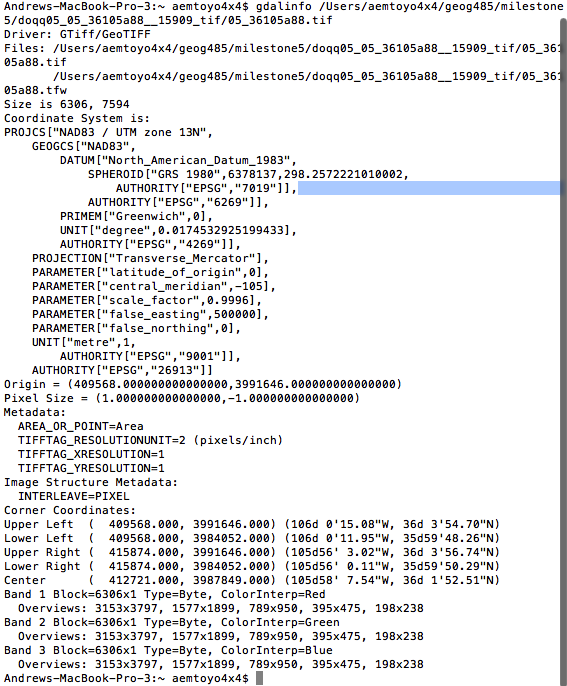 Andrews-MacBook-Pro-3:~ aemtoyo4x4$ gdalinfo /Users/aemtoyo4x4/geog485/milestone
5/doqq05_05_36105a88__15909_tif/05_36105a88.tif
Driver: GTiff/GeoTIFF
Files: /Users/aemtoyo4x4/geog485/milestone5/doqq05_05_36105a88__15909_tif/05_361
05a88.tif
       /Users/aemtoyo4x4/geog485/milestone5/doqq05_05_36105a88__15909_tif/05_361
05a88.tfw
Size is 6306, 7594
Coordinate System is:
PROJCS["NAD83 / UTM zone 13N",
    GEOGCS["NAD83",
        DATUM["North_American_Datum_1983",
            SPHEROID["GRS 1980",6378137,298.2572221010002,
                AUTHORITY["EPSG","7019"]],
            AUTHORITY["EPSG","6269"]],
        PRIMEM["Greenwich",0],
        UNIT["degree",0.0174532925199433],
        AUTHORITY["EPSG","4269"]],
    PROJECTION["Transverse_Mercator"],
    PARAMETER["latitude_of_origin",0],
    PARAMETER["central_meridian",-105],
    PARAMETER["scale_factor",0.9996],
    PARAMETER["false_easting",500000],
    PARAMETER["false_northing",0],
    UNIT["metre",1,
        AUTHORITY["EPSG","9001"]],
    AUTHORITY["EPSG","26913"]]
Origin = (409568.000000000000000,3991646.000000000000000)
Pixel Size = (1.000000000000000,-1.000000000000000)
Metadata:
  AREA_OR_POINT=Area
  TIFFTAG_RESOLUTIONUNIT=2 (pixels/inch)
  TIFFTAG_XRESOLUTION=1
  TIFFTAG_YRESOLUTION=1
Image Structure Metadata:
  INTERLEAVE=PIXEL
Corner Coordinates:
Upper Left  (  409568.000, 3991646.000) (106d 0'15.08"W, 36d 3'54.70"N)
Lower Left  (  409568.000, 3984052.000) (106d 0'11.95"W, 35d59'48.26"N)
Upper Right (  415874.000, 3991646.000) (105d56' 3.02"W, 36d 3'56.74"N)
Lower Right (  415874.000, 3984052.000) (105d56' 0.11"W, 35d59'50.29"N)
Center      (  412721.000, 3987849.000) (105d58' 7.54"W, 36d 1'52.51"N)
Band 1 Block=6306x1 Type=Byte, ColorInterp=Red
  Overviews: 3153x3797, 1577x1899, 789x950, 395x475, 198x238
Band 2 Block=6306x1 Type=Byte, ColorInterp=Green
  Overviews: 3153x3797, 1577x1899, 789x950, 395x475, 198x238
Band 3 Block=6306x1 Type=Byte, ColorInterp=Blue
  Overviews: 3153x3797, 1577x1899, 789x950, 395x475, 198x238
Andrews-MacBook-Pro-3:~ aemtoyo4x4$